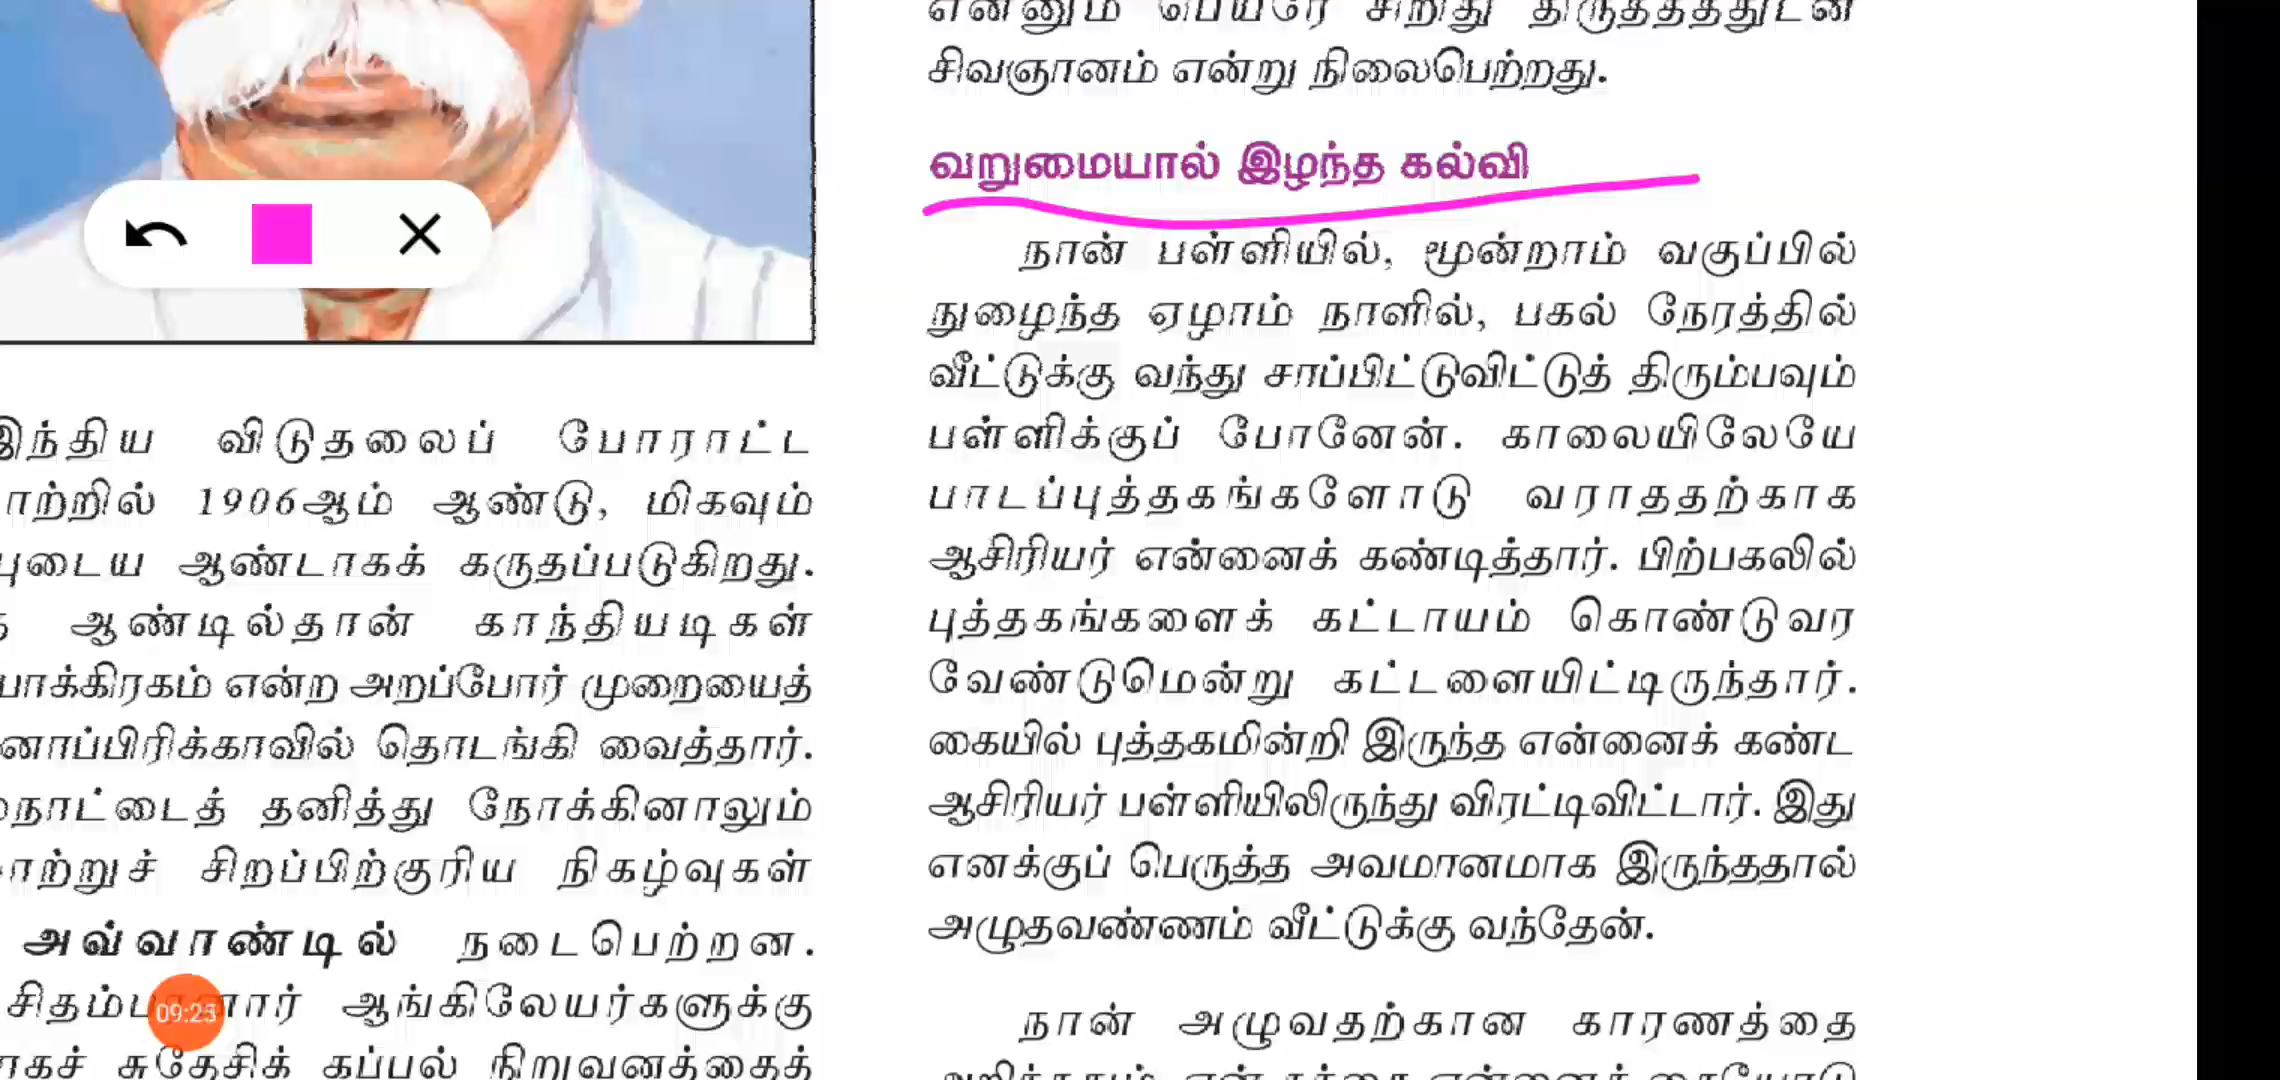 இந்திய விடுதலைப் போராட்ட
1906ஆம் ஆண்டு, மிகவும்
ஆண்டாகக் கருதப்படுகிறது.
ஆண்டில்தான் காந்தியடிகள்
என்ற அறப்போர் முறையைத்
தொடங்கி வைத்தார்.
தனித்து நோக்கினாலும்
சிறப்பிற்குரிய நிகழ்வுகள்
அவ்வாண்டில் நடைபெற்றன.
ஆங்கிலேயர்களுக்கு
சுதேசிக் கப்பல் நிறுவனத்தைத்
09:23
என்னும் பெயரே சிறிது திருத்தத்துடன்
சிவஞானம் என்று நிலைபெற்றது.
வறுமையால் இழந்த கல்வி
நான் பள்ளியில், மூன்றாம் வகுப்பில்
நுழைந்த ஏழாம் நாளில், பகல் நேரத்தில்
வீட்டுக்கு வந்து சாப்பிட்டுவிட்டுத் திரும்பவும்
பள்ளிக்குப் போனேன். காலையிலேயே
பாடப்புத்தகங்களோடு வராததற்காக
ஆசிரியர் என்னைக் கண்டித்தார். பிற்பகலில்
புத்தகங்களைக் கட்டாயம் கொண்டுவர
வேண்டுமென்று கட்டளையிட்டிருந்தார்.
கையில் புத்தகமின்றி இருந்த என்னைக் கண்ட
ஆசிரியர் பள்ளியிலிருந்து விரட்டிவிட்டார். இது
எனக்குப் பெருத்த அவமானமாக இருந்ததால்
அழுதவண்ணம் வீட்டுக்கு வந்தேன்.
நான் அழுவதற்கான காரணத்தை